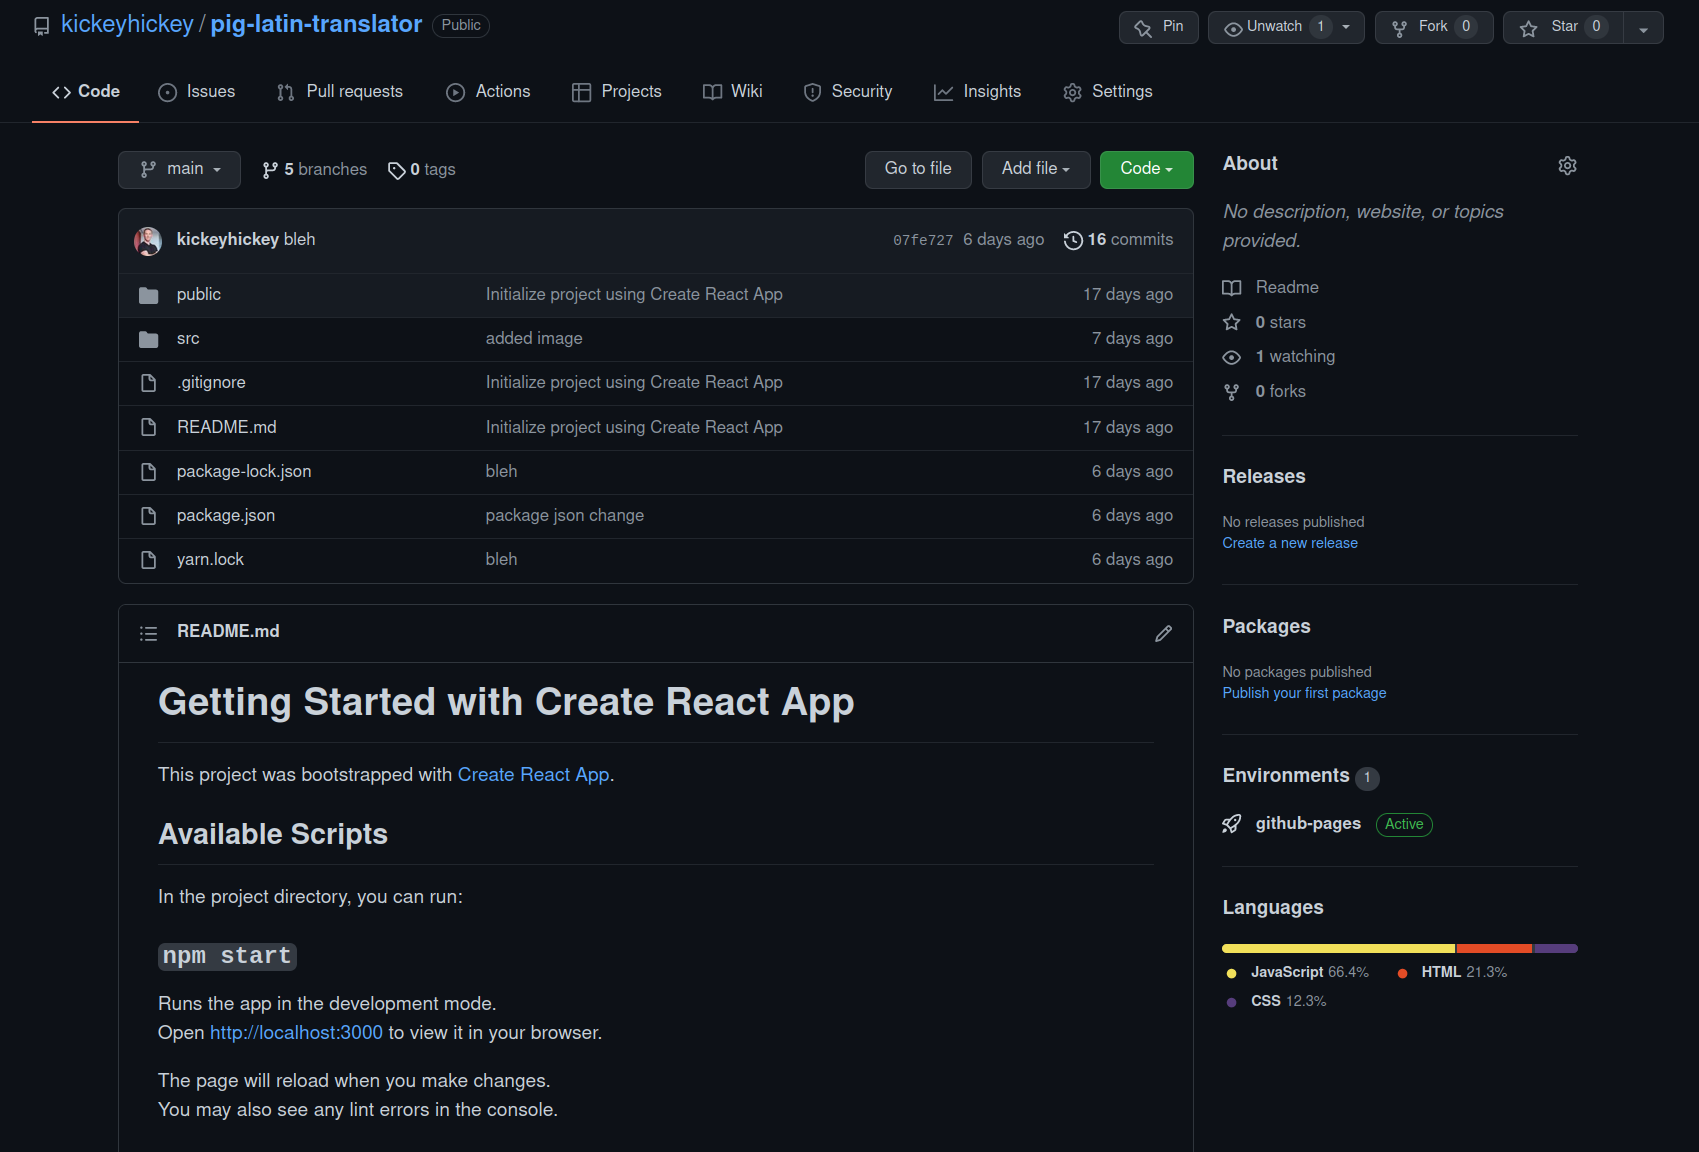 kickeyhickey / pig-latin-translator Public
Pin Unwatch 1 Fork 0 Star 0
Code Issues Pull requests Actions Projects Wiki Security Insights Settings
main 5 branches 0 tags Go to file Add file Code
kickeyhickey bleh 07fe727 6 days ago 16 commits
public Initialize project using Create React App 17 days ago
src added image 7 days ago
.gitignore Initialize project using Create React App 17 days ago
README.md Initialize project using Create React App 17 days ago
package-lock.json bleh 6 days ago
package.json package json change 6 days ago
yarn.lock bleh 6 days ago
README.md
Getting Started with Create React App
This project was bootstrapped with Create React App.
Available Scripts
In the project directory, you can run:
npm start
Runs the app in the development mode.
Open http://localhost:3000 to view it in your browser.
The page will reload when you make changes.
You may also see any lint errors in the console.
About
No description, website, or topics
provided.
Readme
0 stars
1 watching
0 forks
Releases
No releases published
Create a new release
Packages
No packages published
Publish your first package
Environments 1
github-pages Active
Languages
JavaScript 66.4% HTML 21.3%
CSS 12.3%